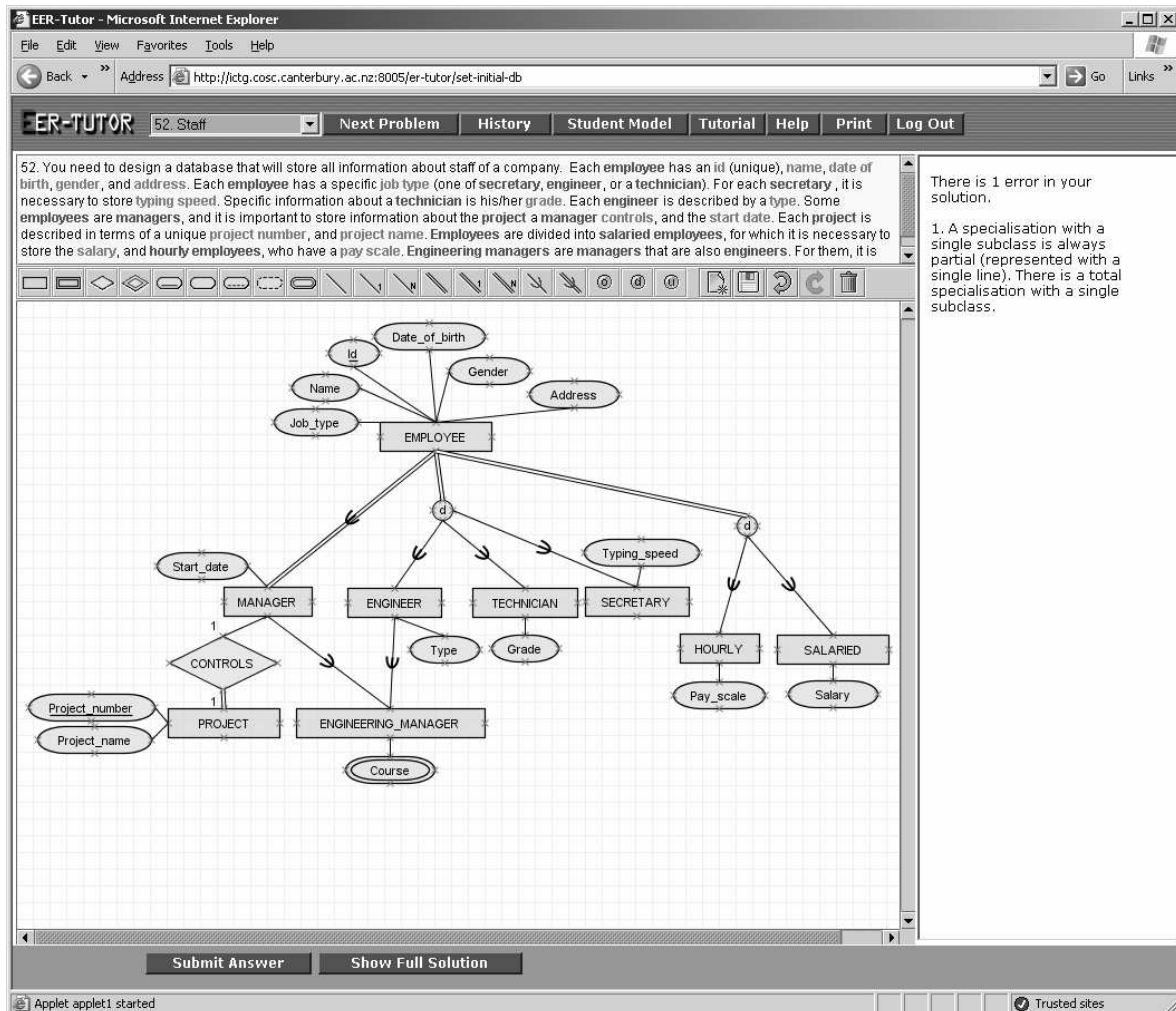 EER-Tutor - Microsoft Internet Explorer
File Edit View Favorites Tools Help
Back » Address http://ictg.cosc.canterbury.ac.nz:8005/er-tutor/set-initial-db Go Links »
EER-TUTOR 52. Staff Next Problem History Student Model Tutorial Help Print Log Out
52. You need to design a database that will store all information about staff of a company. Each employee has an id (unique), name, date of
birth, gender, and address. Each employee has a specific job type (one of secretary, engineer, or a technician). For each secretary , it is
necessary to store typing speed. Specific information about a technician is his/her grade. Each engineer is described by a type. Some
employees are managers, and it is important to store information about the project a manager controls, and the start date. Each project is
described in terms of a unique project number, and project name. Employees are divided into salaried employees, for which it is necessary to
store the salary, and hourly employees, who have a pay scale. Engineering managers are managers that are also engineers. For them, it is
There is 1 error in your
solution.
1. A specialisation with a
single subclass is always
partial (represented with a
single line). There is a total
specialisation with a single
subclass.
1 N 1 N o d u
Date_of_birth
Id
Gender
Name
Address
Job_type
EMPLOYEE
d
d
Typing_speed
Start_date
MANAGER ENGINEER TECHNICIAN SECRETARY
1
Type Grade HOURLY SALARIED
CONTROLS
Pay_scale Salary
1
Project_number
PROJECT ENGINEERING_MANAGER
Project_name
Course
Submit Answer Show Full Solution
Applet applet1 started Trusted sites